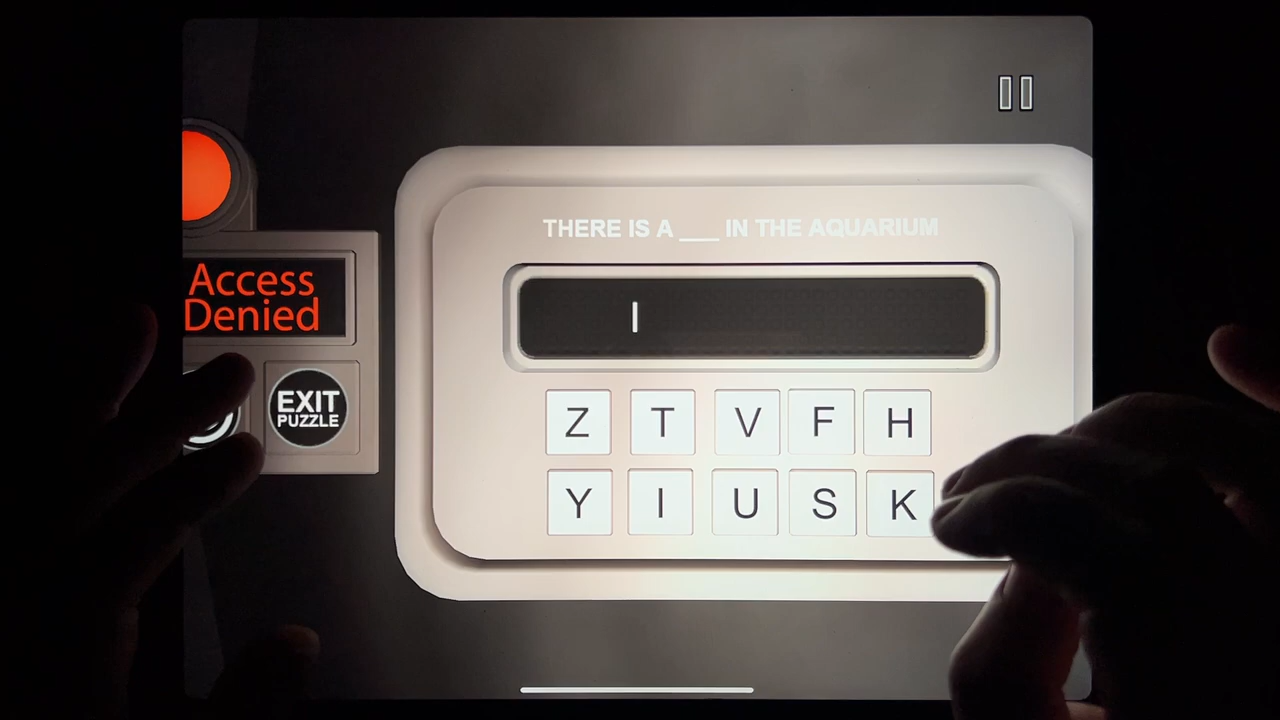 THERE IS A ___ IN THE AQUARIUM
Access
Denied
I
Z T V F H
EXIT
PUZZLE
Y I U S K